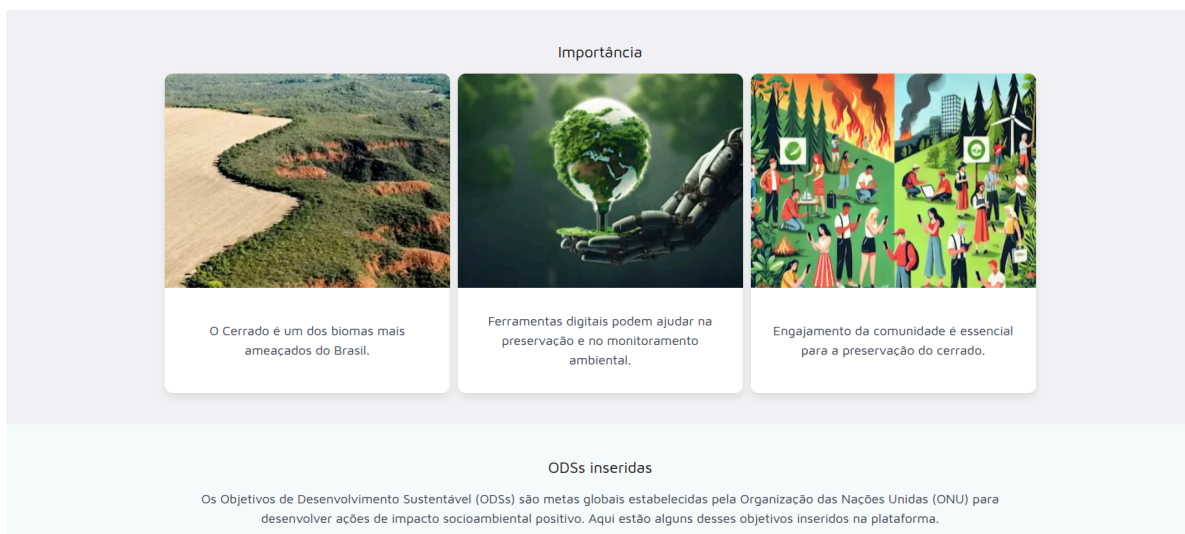 Importância
O Cerrado é um dos biomas mais
ameaçados do Brasil.
Ferramentas digitais podem ajudar na
preservação e no monitoramento
ambiental.
Engajamento da comunidade é essencial
para a preservação do cerrado.
ODSs inseridas
Os Objetivos de Desenvolvimento Sustentável (ODSs) são metas globais estabelecidas pela Organização das Nações Unidas (ONU) para
desenvolver ações de impacto socioambiental positivo. Aqui estão alguns desses objetivos inseridos na plataforma.